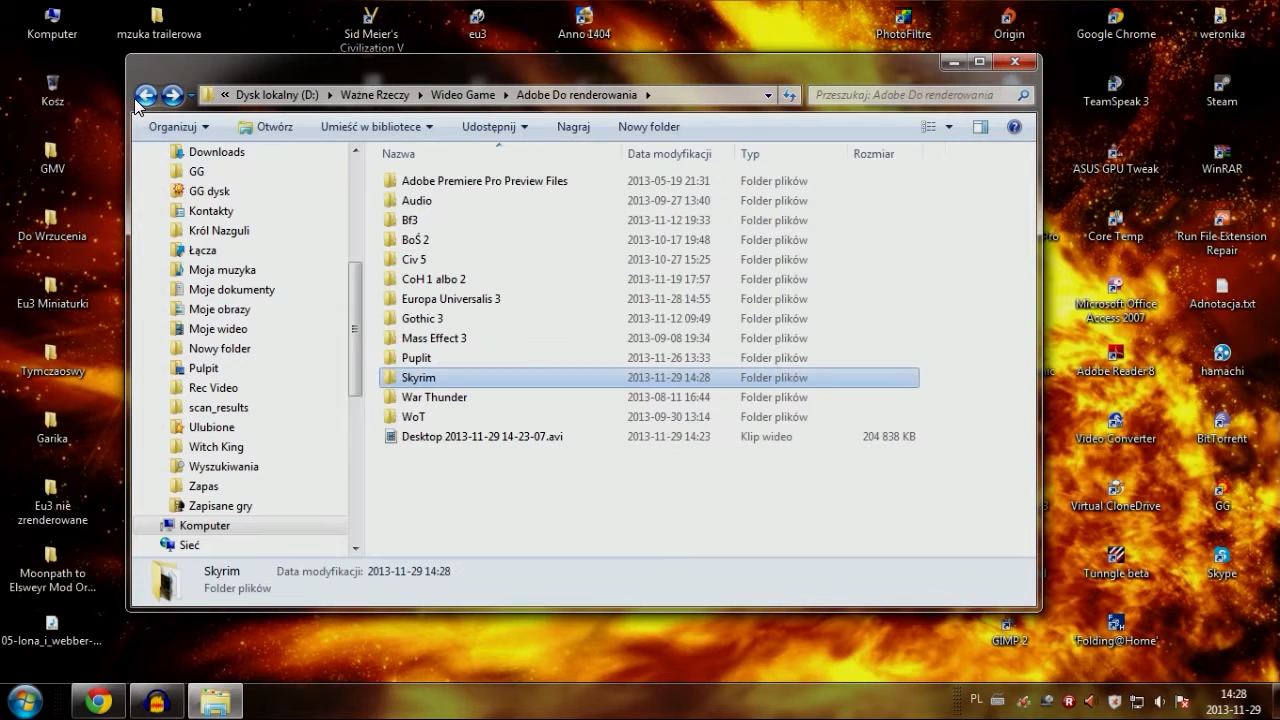 Komputer
mzuka trailerowa
Sid Meier's
Civilization V
eu3
Anno 1404
PhotoFiltre
Origin
Google Chrome
weronika
Kosz
GMV
Do Wrzucenia
Eu3 Miniaturki
Tymczaoswy
Garika
Eu3 nie
zrenderowane
Moonpath to
Elsweyr Mod Or...
05-Iona_i_webber-...
TeamSpeak 3
Steam
ASUS GPU Tweak
WinRAR
Core Temp
Run File Extension
Repair
Microsoft Office
Access 2007
Adnotacja.txt
Adobe Reader 8
hamachi
Video Converter
BitTorrent
Virtual CloneDrive
GG
Tunngle beta
Skype
GIMP 2
'Folding@Home'
« Dysk lokalny (D:) Ważne Rzeczy Wideo Game Adobe Do renderowania
Przeszukaj: Adobe Do renderowania
Organizuj Otwórz Umieść w bibliotece Udostępnij Nagraj Nowy folder
Downloads
GG
GG dysk
Kontakty
Król Nazguli
Łącza
Moja muzyka
Moje dokumenty
Moje obrazy
Moje wideo
Nowy folder
Pulpit
Rec Video
scan_results
Ulubione
Witch King
Wyszukiwania
Zapas
Zapisane gry
Komputer
Sieć
Nazwa Data modyfikacji Typ Rozmiar
Adobe Premiere Pro Preview Files 2013-05-19 21:31 Folder plików
Audio 2013-09-27 13:40 Folder plików
Bf3 2013-11-12 19:33 Folder plików
BoŚ 2 2013-10-17 19:48 Folder plików
Civ 5 2013-10-27 15:25 Folder plików
CoH 1 albo 2 2013-11-19 17:57 Folder plików
Europa Universalis 3 2013-11-28 14:55 Folder plików
Gothic 3 2013-11-12 09:49 Folder plików
Mass Effect 3 2013-09-08 19:34 Folder plików
Puplit 2013-11-26 13:33 Folder plików
Skyrim 2013-11-29 14:28 Folder plików
War Thunder 2013-08-11 16:44 Folder plików
WoT 2013-09-30 13:14 Folder plików
Desktop 2013-11-29 14-23-07.avi 2013-11-29 14:23 Klip wideo 204 838 KB
Skyrim Data modyfikacji: 2013-11-29 14:28
Folder plików
PL
14:28
2013-11-29